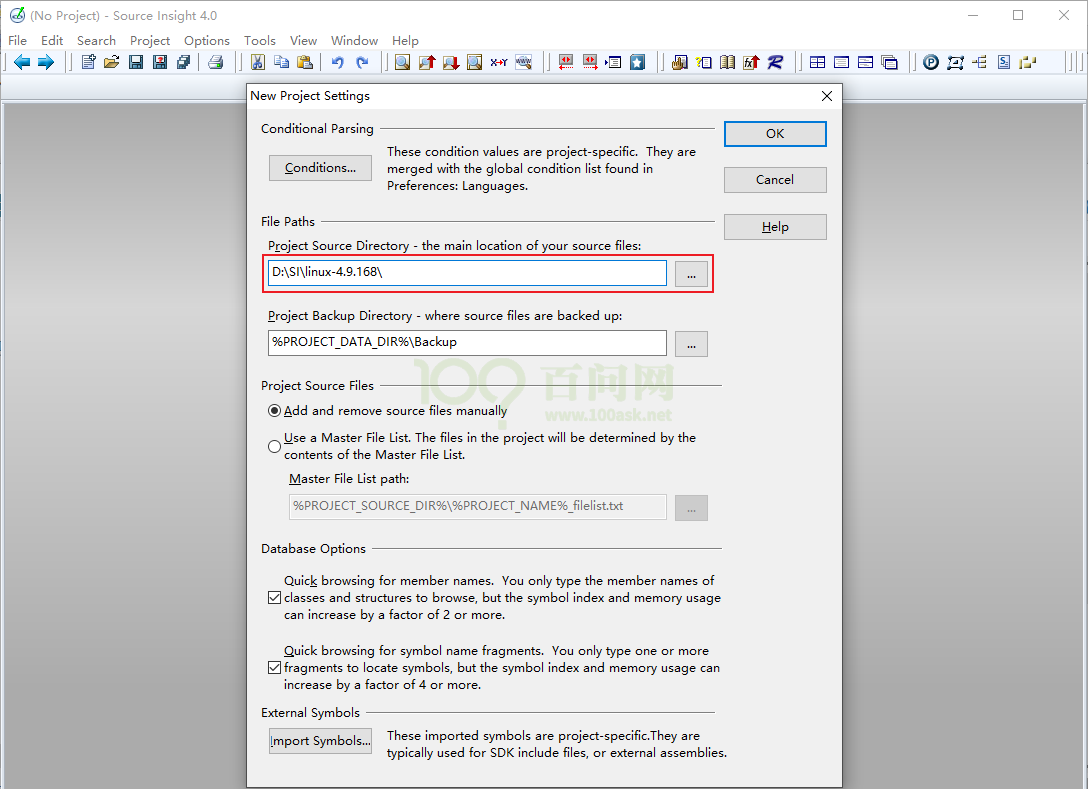 (No Project) - Source Insight 4.0
File Edit Search Project Options Tools View Window Help
New Project Settings
Conditional Parsing
OK
Conditions...
These condition values are project-specific. They are
merged with the global condition list found in
Preferences: Languages.
Cancel
File Paths
Help
Project Source Directory - the main location of your source files:
D:\SI\linux-4.9.168\
...
Project Backup Directory - where source files are backed up:
%PROJECT_DATA_DIR%\Backup
...
100 百问网
www.100ask.net
Project Source Files
Add and remove source files manually
Use a Master File List. The files in the project will be determined by the
contents of the Master File List.
Master File List path:
%PROJECT_SOURCE_DIR%\%PROJECT_NAME%_filelist.txt
...
Database Options
Quick browsing for member names. You only type the member names of
classes and structures to browse, but the symbol index and memory usage
can increase by a factor of 2 or more.
Quick browsing for symbol name fragments. You only type one or more
fragments to locate symbols, but the symbol index and memory usage can
increase by a factor of 4 or more.
External Symbols
Import Symbols...
These imported symbols are project-specific.They are
typically used for SDK include files, or external assemblies.